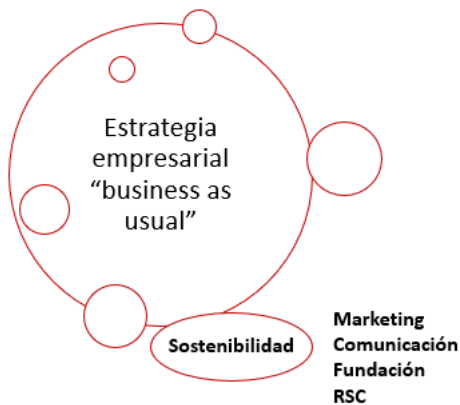 Estrategia
empresarial
“business as
usual”
Sostenibilidad
Marketing
Comunicación
Fundación
RSC